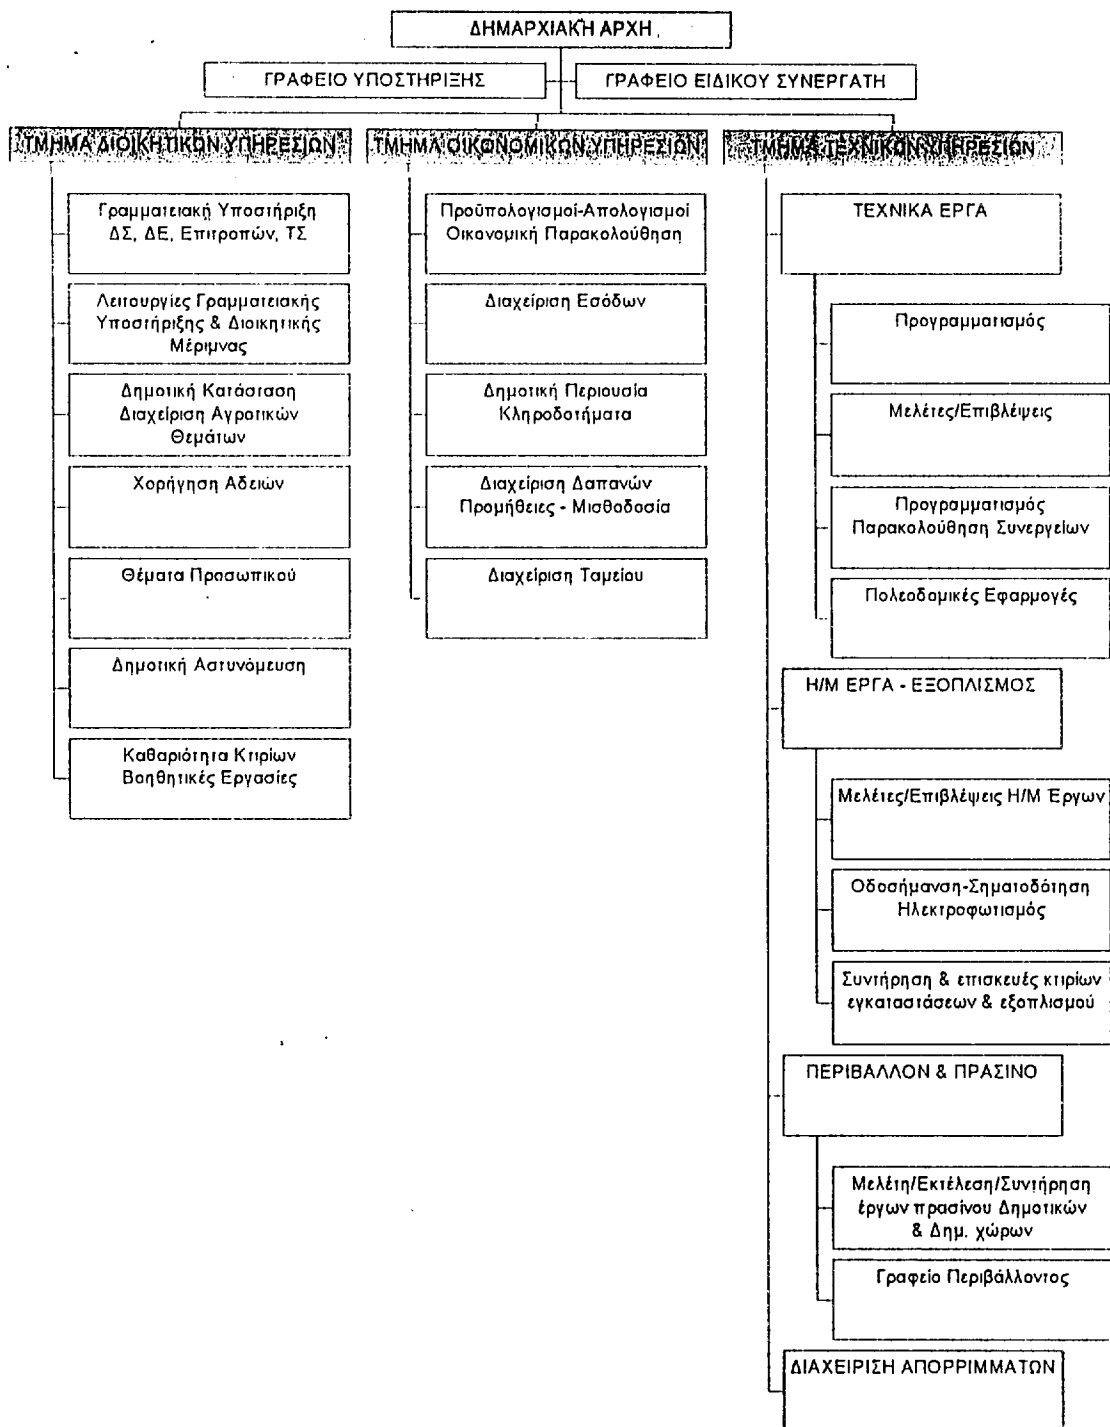 ΔΗΜΑΡΧΙΑΚΗ ΑΡΧΗ
ΓΡΑΦΕΙΟ ΥΠΟΣΤΗΡΙΞΗΣ
ΓΡΑΦΕΙΟ ΕΙΔΙΚΟΥ ΣΥΝΕΡΓΑΤΗ
ΤΜΗΜΑ ΔΙΟΙΚΗΤΙΚΩΝ ΥΠΗΡΕΣΙΩΝ
Γραμματειακή Υποστήριξη
ΔΣ, ΔΕ, Επιτροπών, ΤΣ
Λειτουργίες Γραμματειακής
Υποστήριξης & Διοικητικής
Μέριμνας
Δημοτική Κατάσταση
Διαχείριση Αγροτικών
Θεμάτων
Χορήγηση Αδειών
Θέματα Προσωπικού
Δημοτική Αστυνόμευση
Καθαριότητα Κτιρίων
Βοηθητικές Εργασίες
ΤΜΗΜΑ ΟΙΚΟΝΟΜΙΚΩΝ ΥΠΗΡΕΣΙΩΝ
Προϋπολογισμοί-Απολογισμοί
Οικονομική Παρακολούθηση
Διαχείριση Εσόδων
Δημοτική Περιουσία
Κληροδοτήματα
Διαχείριση Δαπανών
Προμήθειες - Μισθοδοσία
Διαχείριση Ταμείου
ΤΜΗΜΑ ΤΕΧΝΙΚΩΝ ΥΠΗΡΕΣΙΩΝ
ΤΕΧΝΙΚΑ ΕΡΓΑ
Προγραμματισμός
Μελέτες/Επιβλέψεις
Προγραμματισμός
Παρακολούθηση Συνεργείων
Πολεοδομικές Εφαρμογές
Η/Μ ΕΡΓΑ - ΕΞΟΠΛΙΣΜΟΣ
Μελέτες/Επιβλέψεις Η/Μ Έργων
Οδοσήμανση-Σηματοδότηση
Ηλεκτροφωτισμός
Συντήρηση & επισκευές κτιρίων
εγκαταστάσεων & εξοπλισμού
ΠΕΡΙΒΑΛΛΟΝ & ΠΡΑΣΙΝΟ
Μελέτη/Εκτέλεση/Συντήρηση
έργων πρασίνου Δημοτικών
& Δημ. χώρων
Γραφείο Περιβάλλοντος
ΔΙΑΧΕΙΡΙΣΗ ΑΠΟΡΡΙΜΜΑΤΩΝ